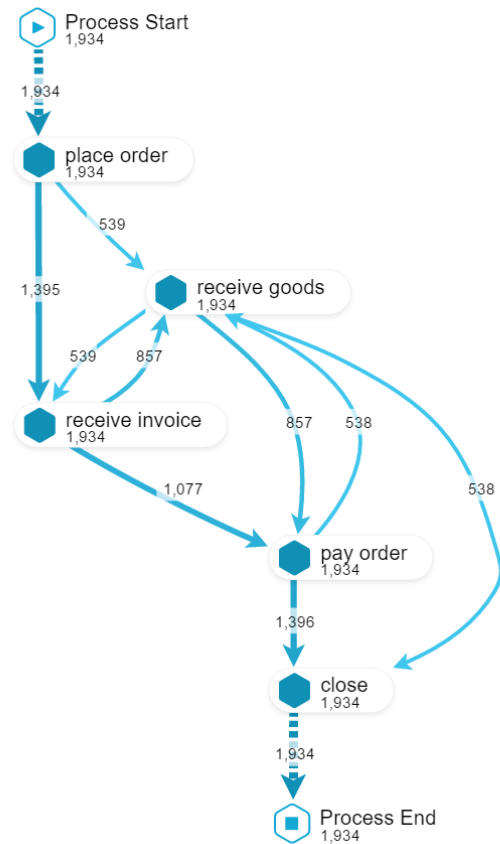 Process Start
1,934
1,934
place order
1,934
539
1,395
receive goods
1,934
539
857
receive invoice
1,934
857
538
538
1,077
pay order
1,934
1,396
close
1,934
1,934
Process End
1,934